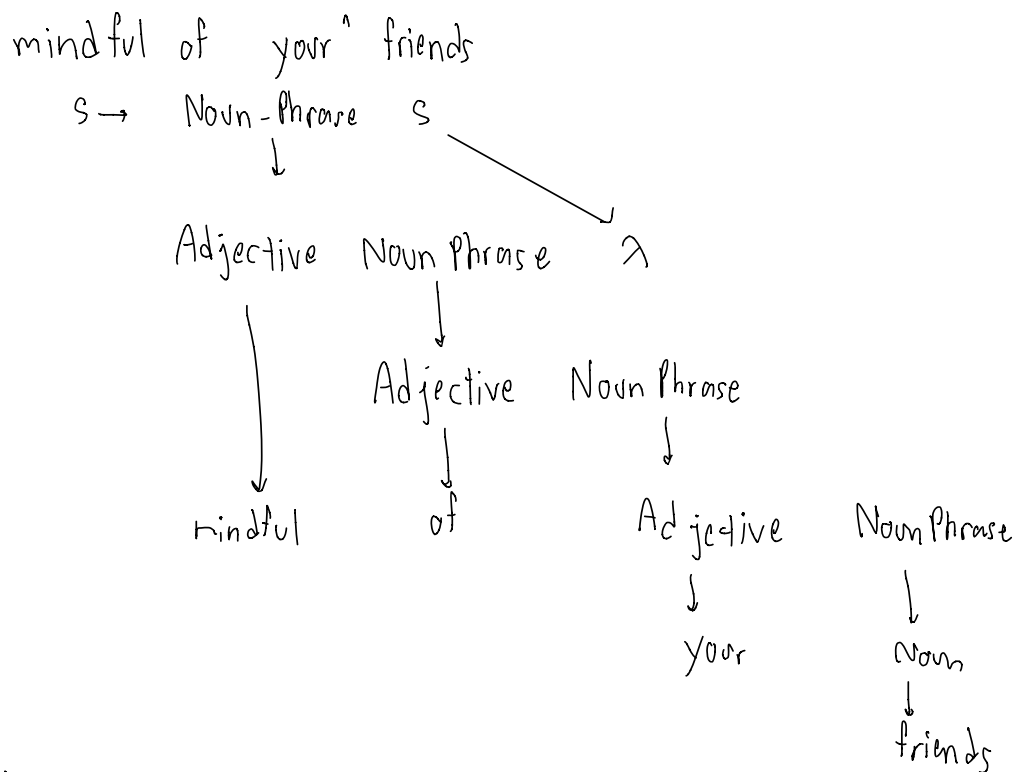 mindful of your ^ friends
S → Noun-Phrase S
Adjective Noun Phrase λ
Adjective Noun Phrase
mindful of Adjective Noun Phrase
your Noun
friends